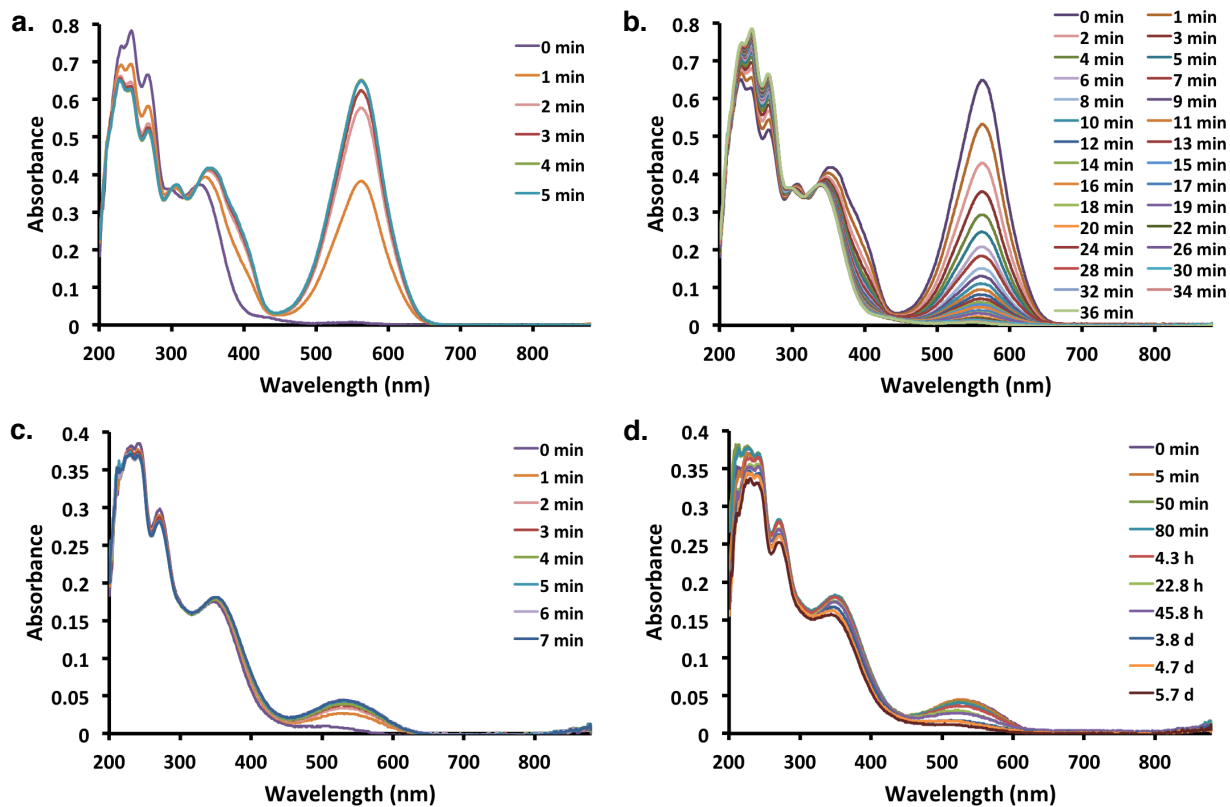 a.
Absorbance
0.8
0.7
0.6
0.5
0.4
0.3
0.2
0.1
0
200 300 400 500 600 700 800
Wavelength (nm)
0 min
1 min
2 min
3 min
4 min
5 min
b.
Absorbance
0.8
0.7
0.6
0.5
0.4
0.3
0.2
0.1
0
200 300 400 500 600 700 800
Wavelength (nm)
0 min 1 min
2 min 3 min
4 min 5 min
6 min 7 min
8 min 9 min
10 min 11 min
12 min 13 min
14 min 15 min
16 min 17 min
18 min 19 min
20 min 22 min
24 min 26 min
28 min 30 min
32 min 34 min
36 min
c.
Absorbance
0.4
0.35
0.3
0.25
0.2
0.15
0.1
0.05
0
200 300 400 500 600 700 800
Wavelength (nm)
0 min
1 min
2 min
3 min
4 min
5 min
6 min
7 min
d.
Absorbance
0.4
0.35
0.3
0.25
0.2
0.15
0.1
0.05
0
200 300 400 500 600 700 800
Wavelength (nm)
0 min
5 min
50 min
80 min
4.3 h
22.8 h
45.8 h
3.8 d
4.7 d
5.7 d